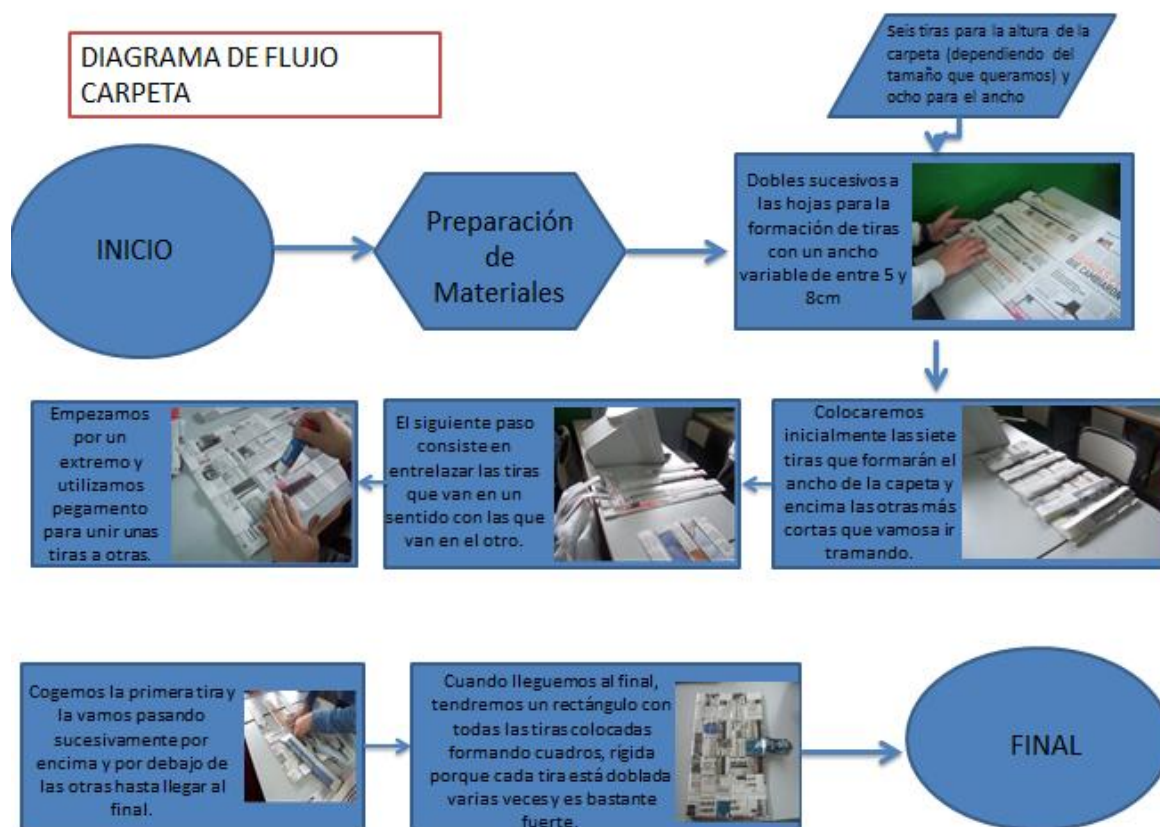 DIAGRAMA DE FLUJO
CARPETA
Seis tiras para la altura de la
carpeta (dependiendo del
tamaño que queramos) y
ocho para el ancho
INICIO
Preparación
de
Materiales
Dobles sucesivos a
las hojas para la
formación de tiras
con un ancho
variable de entre 5 y
8cm
QUE CAMBIARON
Colocaremos
inicialmente las siete
tiras que formarán el
ancho de la capeta y
encima las otras más
cortas que vamosa ir
tramando.
El siguiente paso
consiste en
entrelazar las tiras
que van en un
sentido con las que
van en el otro.
Empezamos
por un
extremo y
utilizamos
pegamento
para unir unas
tiras a otras.
Cogemos la primera tira y
la vamos pasando
sucesivamente por
encima y por debajo de
las otras hasta llegar al
final.
Cuando lleguemos al final,
tendremos un rectángulo con
todas las tiras colocadas
formando cuadros, rígida
porque cada tira está doblada
varias veces y es bastante
fuerte.
FINAL